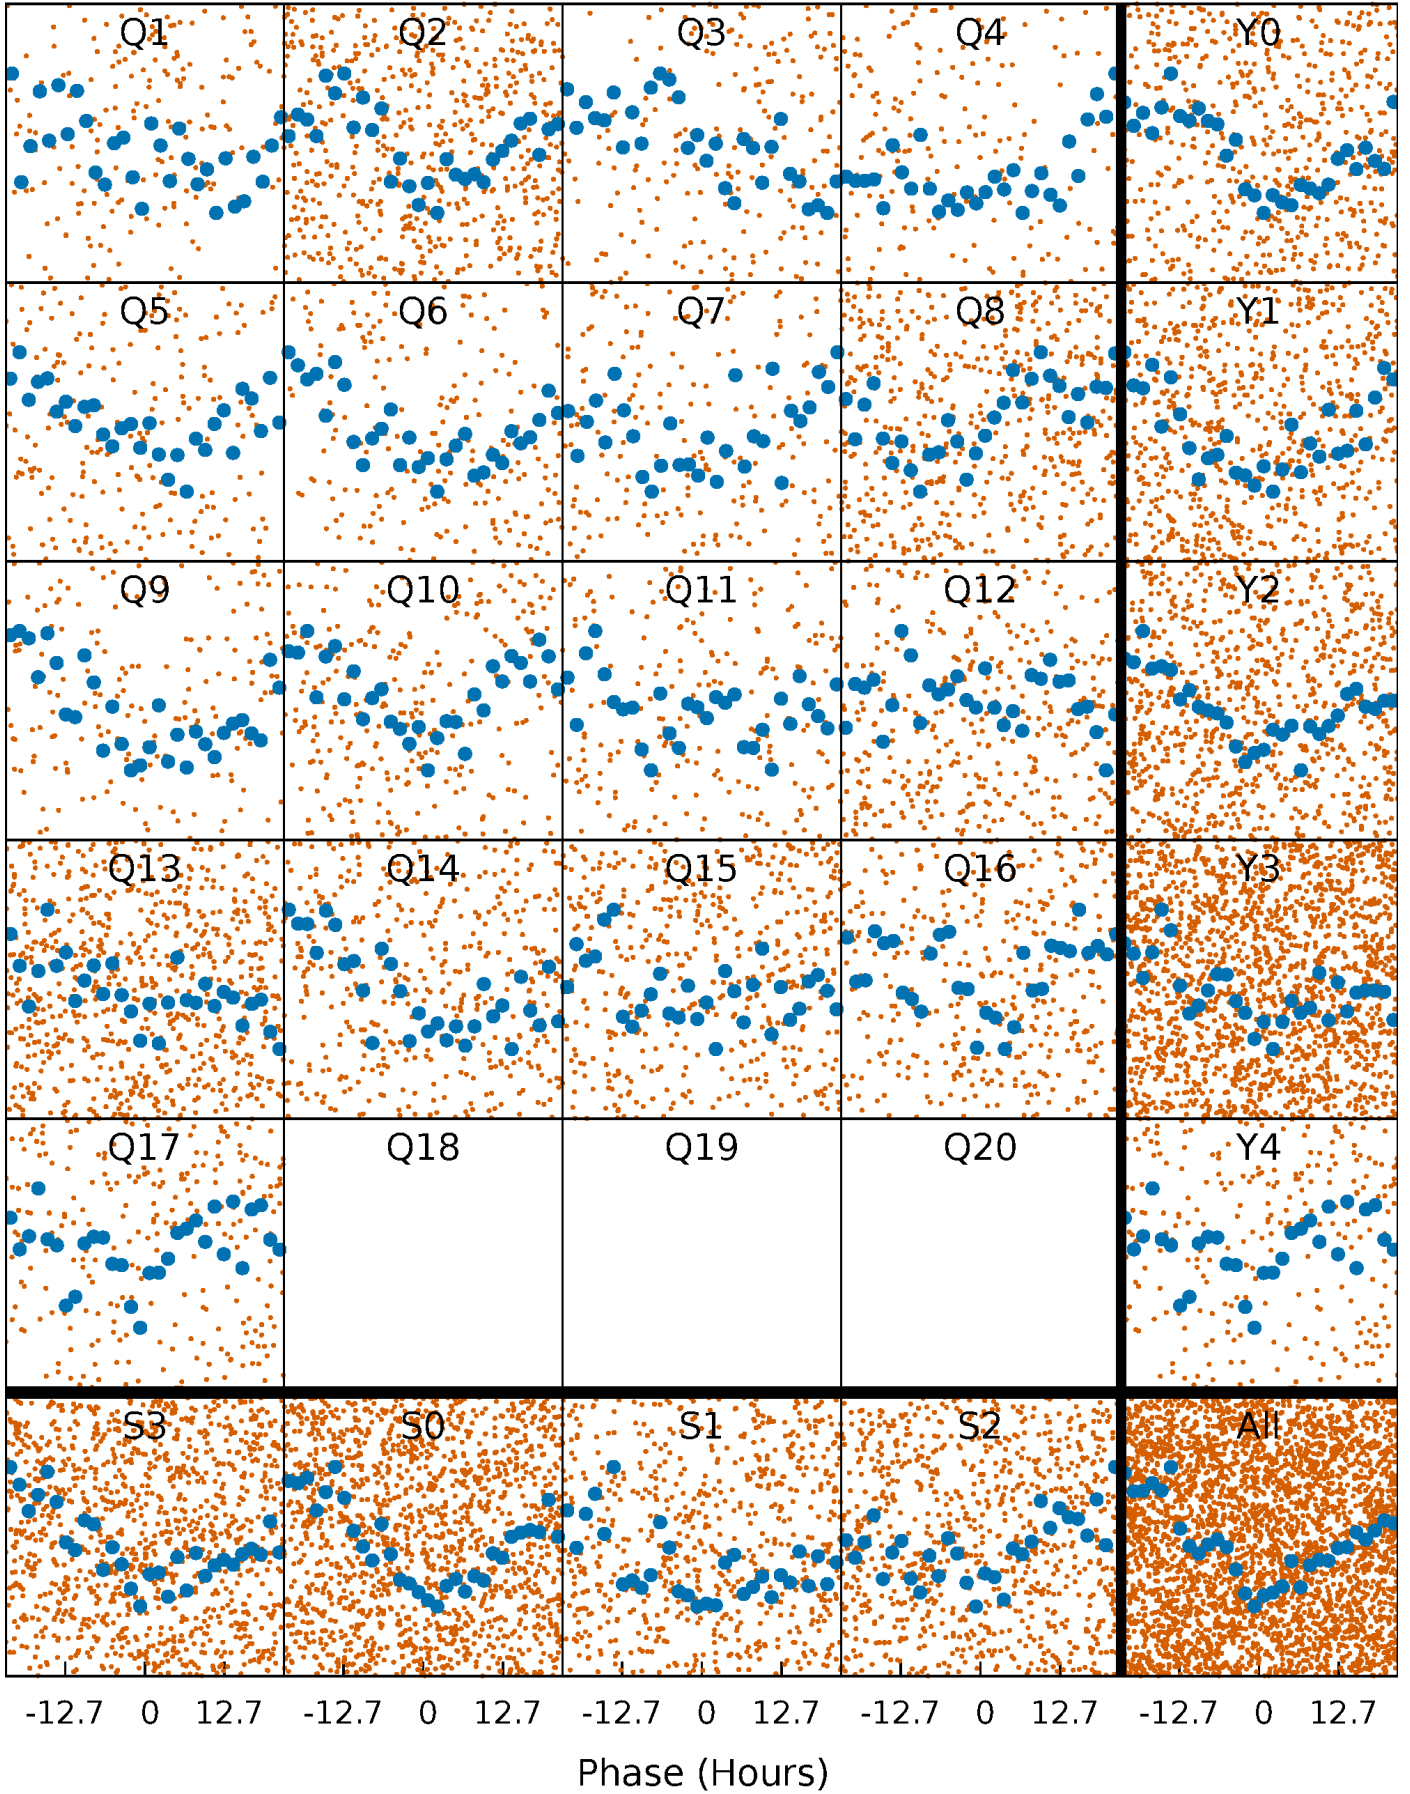 Q1 Q2 Q3 Q4 Y0
Q5 Q6 Q7 Q8 Y1
Q9 Q10 Q11 Q12 Y2
Q13 Q14 Q15 Q16 Y3
Q17 Q18 Q19 Q20 Y4
S3 S0 S1 S2 All
-12.7 0 12.7 -12.7 0 12.7 -12.7 0 12.7 -12.7 0 12.7 -12.7 0 12.7
Phase (Hours)